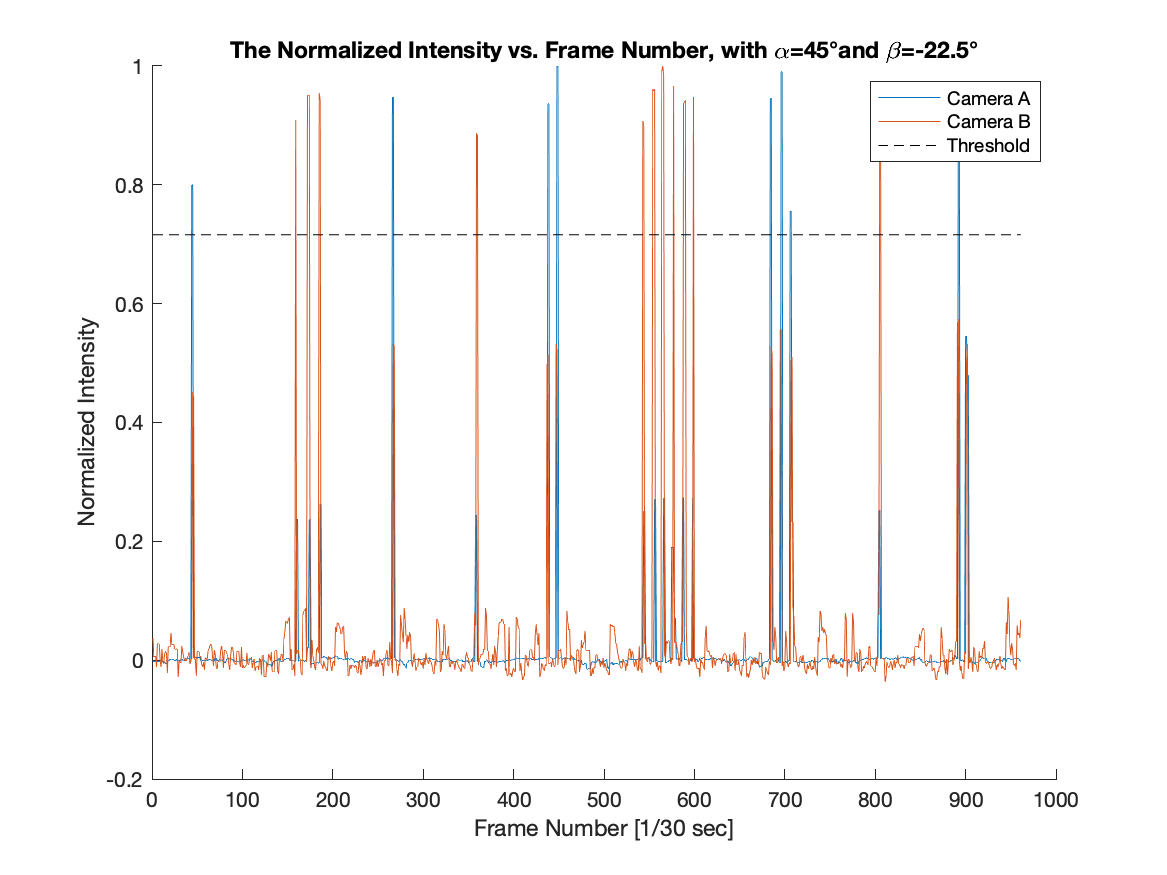 The Normalized Intensity vs. Frame Number, with α=45°and β=-22.5°
Camera A
Camera B
Threshold
1
0.8
0.6
0.4
0.2
0
-0.2
Normalized Intensity
0 100 200 300 400 500 600 700 800 900 1000
Frame Number [1/30 sec]